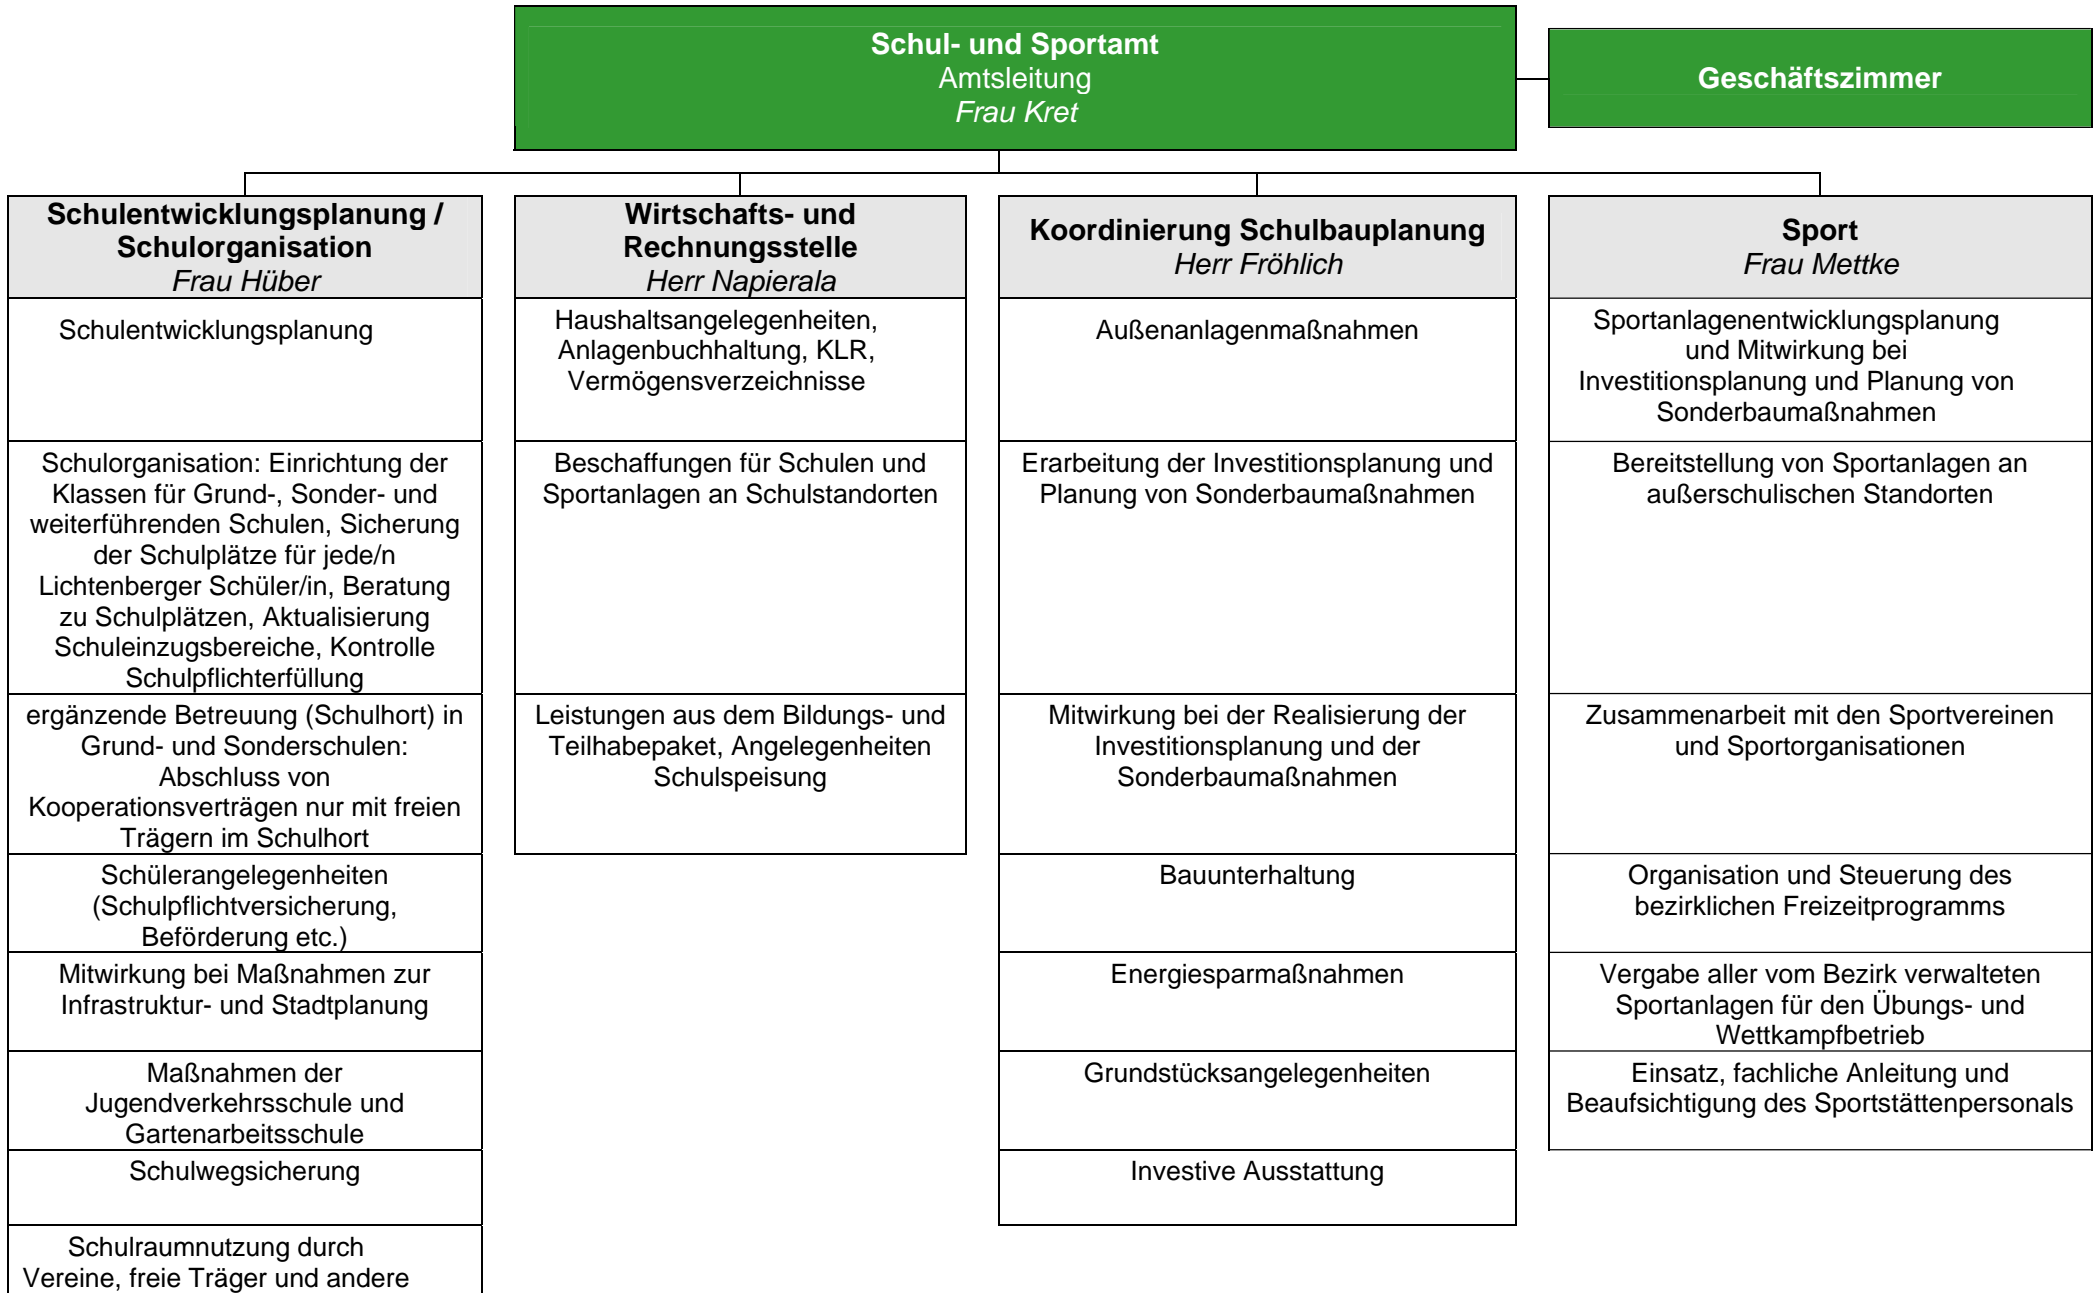 Schul- und Sportamt
Amtsleitung
Frau Kret
Geschäftszimmer
Schulentwicklungsplanung /
Schulorganisation
Frau Hüber
Schulentwicklungsplanung
Schulorganisation: Einrichtung der
Klassen für Grund-, Sonder- und
weiterführenden Schulen, Sicherung
der Schulplätze für jede/n
Lichtenberger Schüler/in, Beratung
zu Schulplätzen, Aktualisierung
Schuleinzugsbereiche, Kontrolle
Schulpflichterfüllung
ergänzende Betreuung (Schulhort) in
Grund- und Sonderschulen:
Abschluss von
Kooperationsverträgen nur mit freien
Trägern im Schulhort
Schülerangelegenheiten
(Schulpflichtversicherung,
Beförderung etc.)
Mitwirkung bei Maßnahmen zur
Infrastruktur- und Stadtplanung
Maßnahmen der
Jugendverkehrsschule und
Gartenarbeitsschule
Schulwegsicherung
Schulraumnutzung durch
Vereine, freie Träger und andere
Wirtschafts- und
Rechnungsstelle
Herr Napierala
Haushaltsangelegenheiten,
Anlagenbuchhaltung, KLR,
Vermögensverzeichnisse
Beschaffungen für Schulen und
Sportanlagen an Schulstandorten
Leistungen aus dem Bildungs- und
Teilhabepaket, Angelegenheiten
Schulspeisung
Koordinierung Schulbauplanung
Herr Fröhlich
Außenanlagenmaßnahmen
Erarbeitung der Investitionsplanung und
Planung von Sonderbaumaßnahmen
Mitwirkung bei der Realisierung der
Investitionsplanung und der
Sonderbaumaßnahmen
Bauunterhaltung
Energiesparmaßnahmen
Grundstücksangelegenheiten
Investive Ausstattung
Sport
Frau Mettke
Sportanlagenentwicklungsplanung
und Mitwirkung bei
Investitionsplanung und Planung von
Sonderbaumaßnahmen
Bereitstellung von Sportanlagen an
außerschulischen Standorten
Zusammenarbeit mit den Sportvereinen
und Sportorganisationen
Organisation und Steuerung des
bezirklichen Freizeitprogramms
Vergabe aller vom Bezirk verwalteten
Sportanlagen für den Übungs- und
Wettkampfbetrieb
Einsatz, fachliche Anleitung und
Beaufsichtigung des Sportstättenpersonals